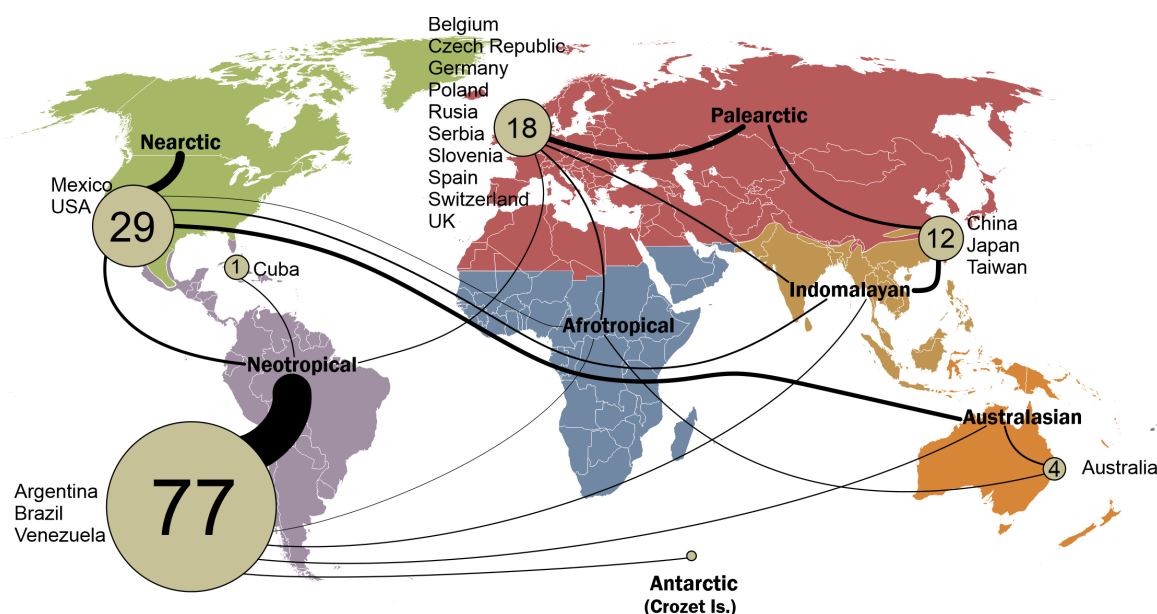 Belgium
Czech Republic
Germany
Poland
Rusia
Serbia
Slovenia
Spain
Switzerland
UK
18
Palearctic
Nearctic
Mexico
USA
29
1
Cuba
12
China
Japan
Taiwan
Indomalayan
Afrotropical
Neotropical
Australasian
4
Australia
77
Argentina
Brazil
Venezuela
Antarctic
(Crozet Is.)